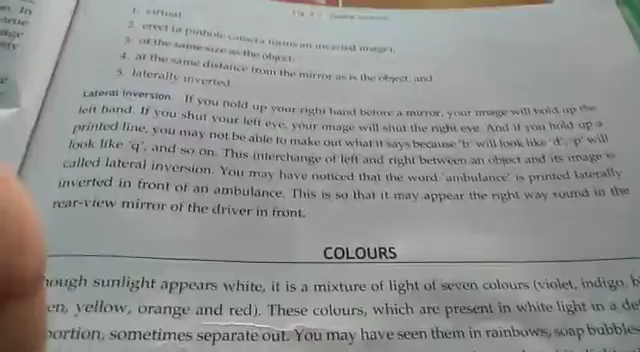 1. virtual
2. erect (a pinhole camera forms an inverted image),
3. of the same size as the object,
4. at the same distance from the mirror as is the object, and
5. laterally inverted
Lateral Inversion If you hold up your right hand before a mirror, your image will hold up the
left hand. If you shut your left eye, your image will shut the right eye. And if you hold up a
printed line, you may not be able to make out what it says because 'b' will look like 'd', 'p' will
look like 'q', and so on. This interchange of left and right between an object and its image is
called lateral inversion. You may have noticed that the word 'ambulance' is printed laterally
inverted in front of an ambulance. This is so that it may appear the right way round in the
rear-view mirror of the driver in front.
COLOURS
hough sunlight appears white, it is a mixture of light of seven colours (violet, indigo, b
en, yellow, orange and red). These colours, which are present in white light in a de
portion, sometimes separate out. You may have seen them in rainbows, soap bubbles